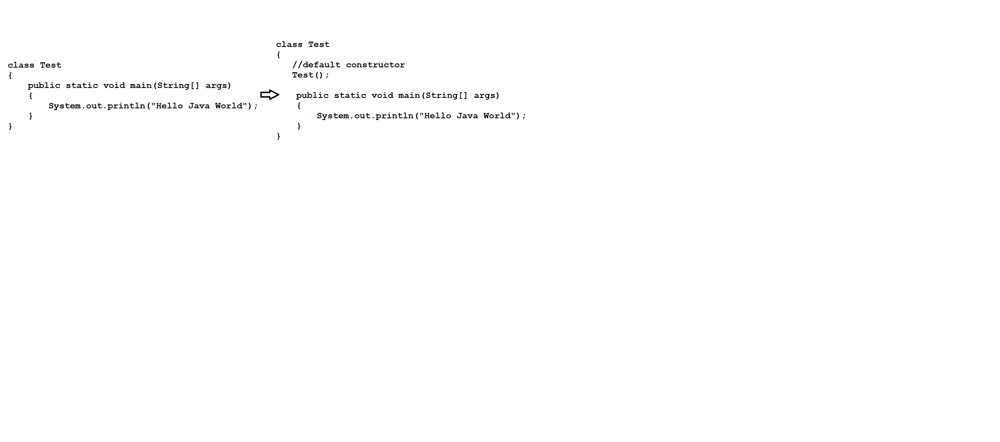 class Test
{
    public static void main(String[] args)
    {
        System.out.println("Hello Java World");
    }
}
class Test
{
   //default constructor
   Test();

    public static void main(String[] args)
    {
        System.out.println("Hello Java World");
    }
}